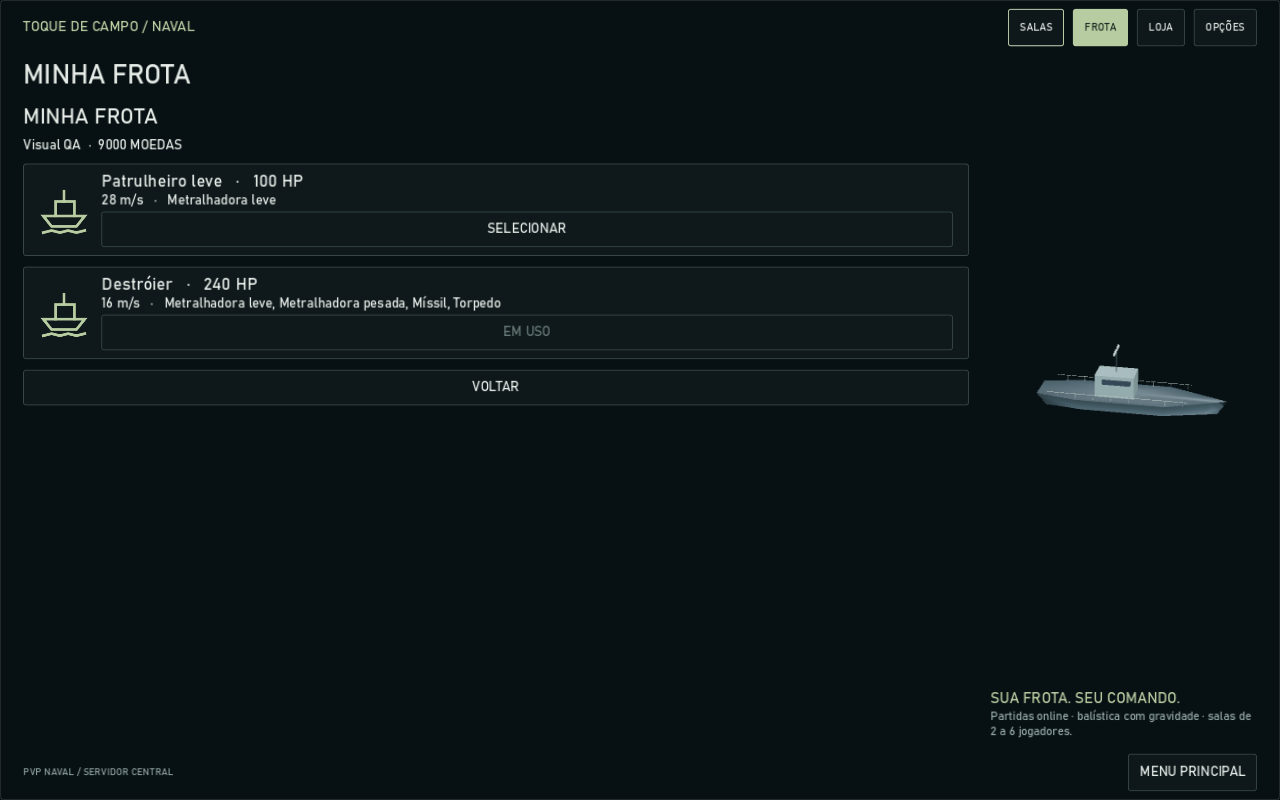 TOQUE DE CAMPO / NAVAL
SALAS
FROTA
LOJA
OPÇÕES
MINHA FROTA
MINHA FROTA
Visual QA · 9000 MOEDAS
Patrulheiro leve · 100 HP
28 m/s · Metralhadora leve
SELECIONAR
Destróier · 240 HP
16 m/s · Metralhadora leve, Metralhadora pesada, Míssil, Torpedo
EM USO
VOLTAR
SUA FROTA. SEU COMANDO.
Partidas online · balística com gravidade · salas de
2 a 6 jogadores.
PVP NAVAL / SERVIDOR CENTRAL
MENU PRINCIPAL